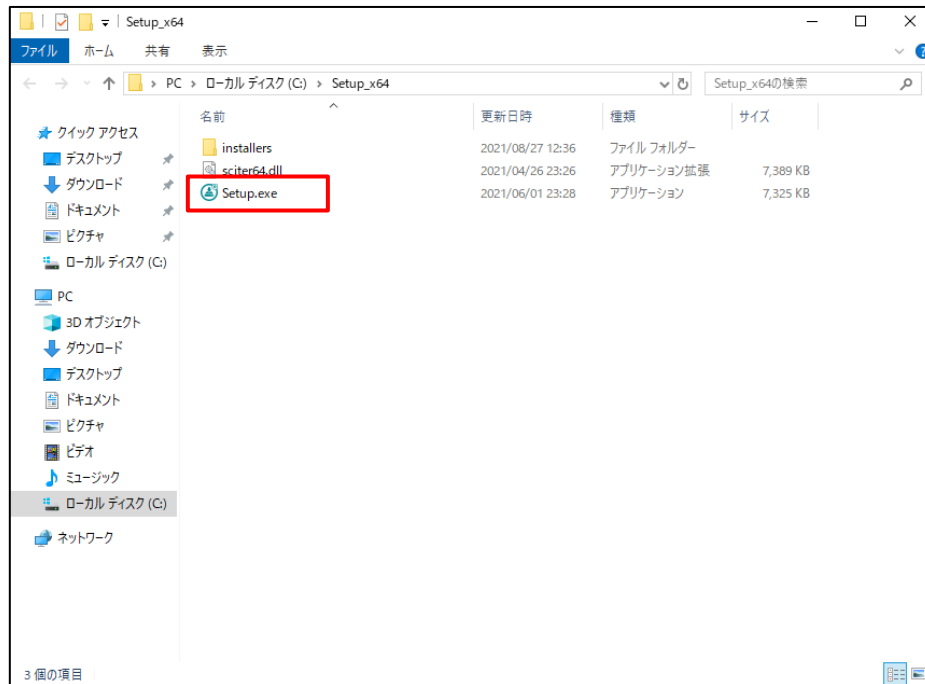 Setup_x64
ファイル ホーム 共有 表示
PC > ローカル ディスク (C:) > Setup_x64
Setup_x64の検索
名前 更新日時 種類 サイズ
installers 2021/08/27 12:36 ファイル フォルダー
sciter64.dll 2021/04/26 23:26 アプリケーション拡張 7,389 KB
Setup.exe 2021/06/01 23:28 アプリケーション 7,325 KB
クイック アクセス
デスクトップ
ダウンロード
ドキュメント
ピクチャ
ローカル ディスク (C:)
PC
3D オブジェクト
ダウンロード
デスクトップ
ドキュメント
ピクチャ
ビデオ
ミュージック
ローカル ディスク (C:)
ネットワーク
3 個の項目